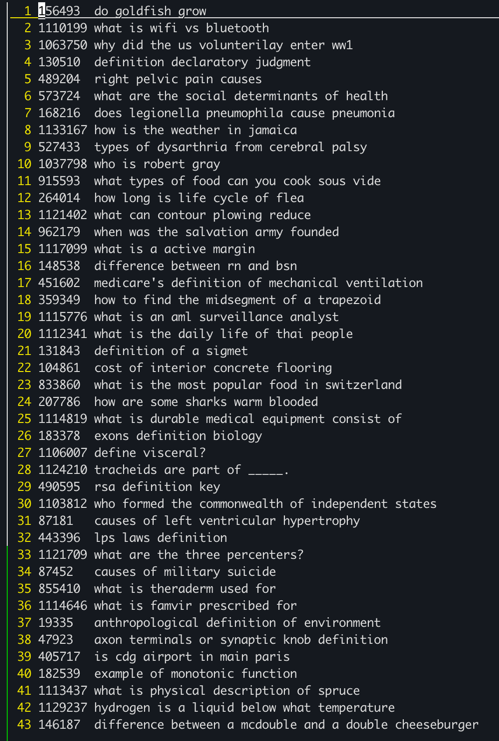 1 156493 do goldfish grow
2 1110199 what is wifi vs bluetooth
3 1063750 why did the us volunterilay enter ww1
4 130510 definition declaratory judgment
5 489204 right pelvic pain causes
6 573724 what are the social determinants of health
7 168216 does legionella pneumophila cause pneumonia
8 1133167 how is the weather in jamaica
9 527433 types of dysarthria from cerebral palsy
10 1037798 who is robert gray
11 915593 what types of food can you cook sous vide
12 264014 how long is life cycle of flea
13 1121402 what can contour plowing reduce
14 962179 when was the salvation army founded
15 1117099 what is a active margin
16 148538 difference between rn and bsn
17 451602 medicare's definition of mechanical ventilation
18 359349 how to find the midsegment of a trapezoid
19 1115776 what is an aml surveillance analyst
20 1112341 what is the daily life of thai people
21 131843 definition of a sigmet
22 104861 cost of interior concrete flooring
23 833860 what is the most popular food in switzerland
24 207786 how are some sharks warm blooded
25 1114819 what is durable medical equipment consist of
26 183378 exons definition biology
27 1106007 define visceral?
28 1124210 tracheids are part of _____.
29 490595 rsa definition key
30 1103812 who formed the commonwealth of independent states
31 87181 causes of left ventricular hypertrophy
32 443396 lps laws definition
33 1121709 what are the three percenters?
34 87452 causes of military suicide
35 855410 what is theraderm used for
36 1114646 what is famvir prescribed for
37 19335 anthropological definition of environment
38 47923 axon terminals or synaptic knob definition
39 405717 is cdg airport in main paris
40 182539 example of monotonic function
41 1113437 what is physical description of spruce
42 1129237 hydrogen is a liquid below what temperature
43 146187 difference between a mcdouble and a double cheeseburger